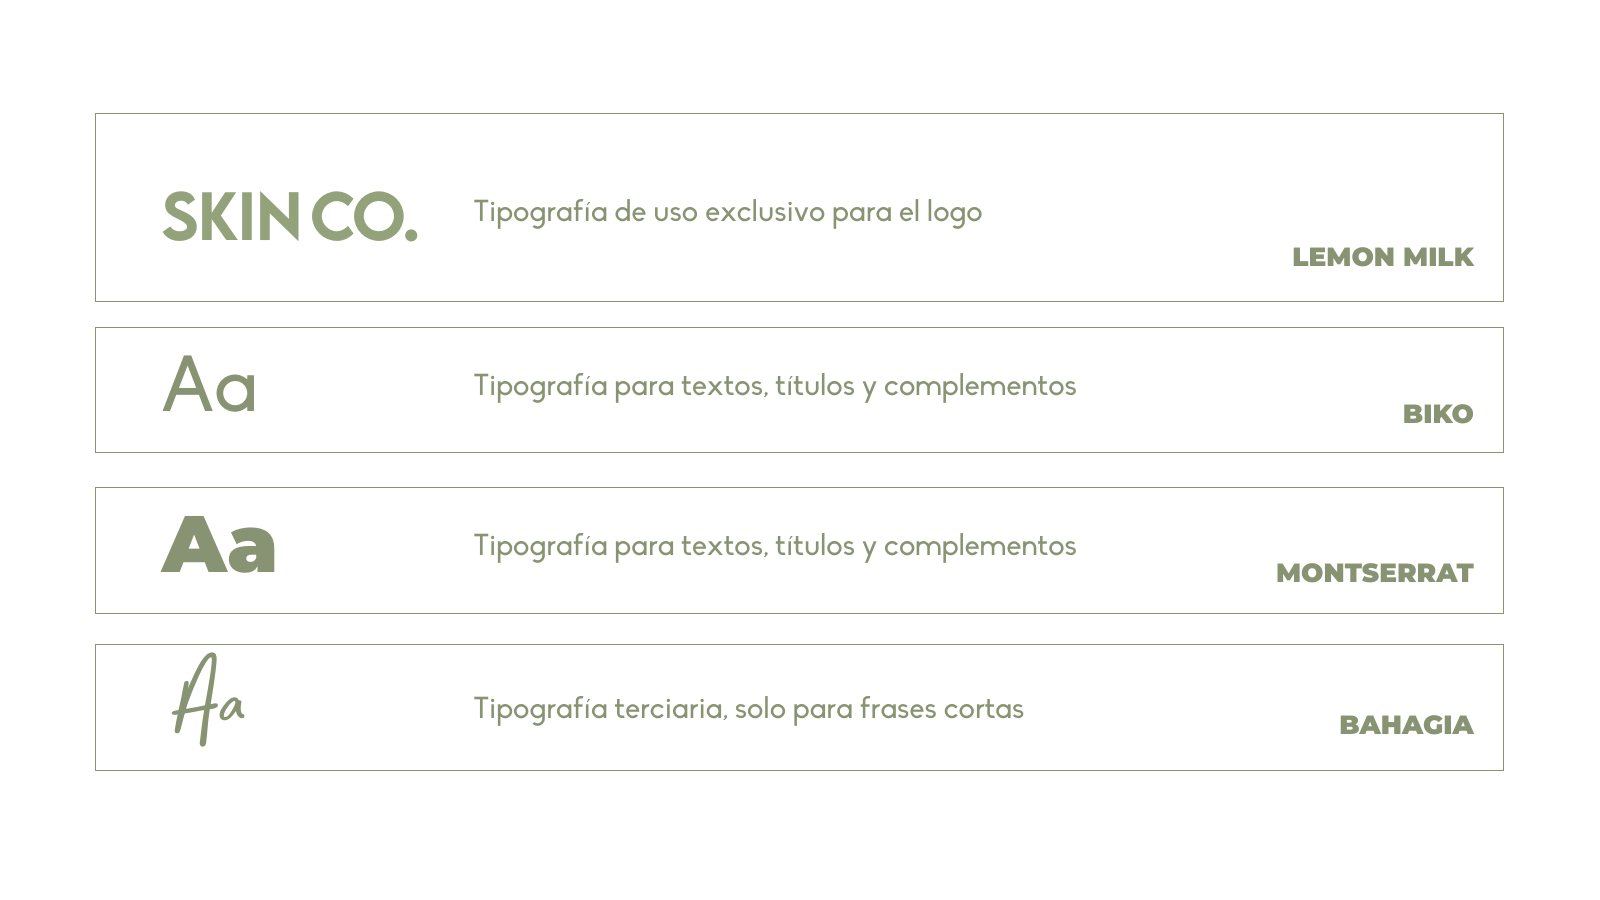 SKIN CO.
Tipografía de uso exclusivo para el logo
LEMON MILK
Aa
Tipografía para textos, títulos y complementos
BIKO
Aa
Tipografía para textos, títulos y complementos
MONTSERRAT
Aa
Tipografía terciaria, solo para frases cortas
BAHAGIA